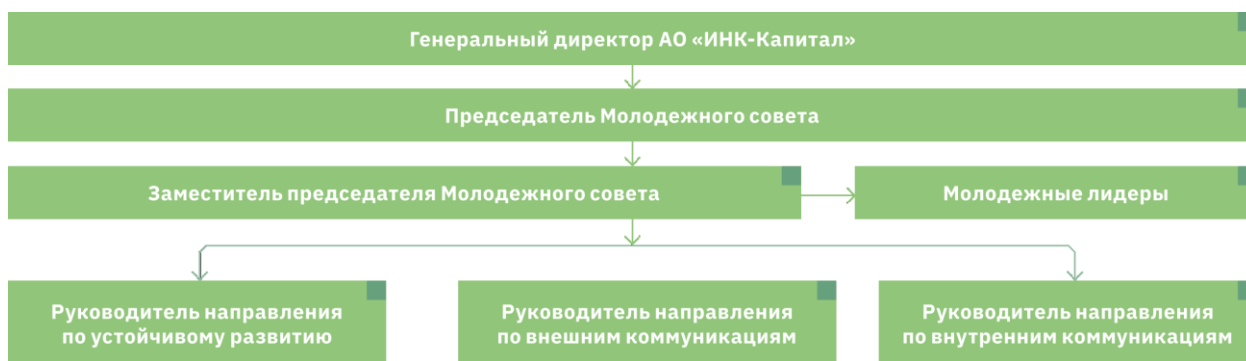 Генеральный директор АО «ИНК-Капитал»
Председатель Молодежного совета
Заместитель председателя Молодежного совета
Молодежные лидеры
Руководитель направления
по устойчивому развитию
Руководитель направления
по внешним коммуникациям
Руководитель направления
по внутренним коммуникациям